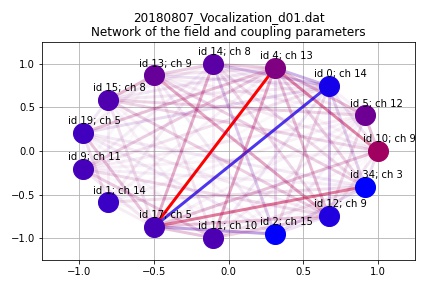 20180807_Vocalization_d01.dat
Network of the field and coupling parameters
id 14; ch 8
id 4; ch 13
id 13; ch 9
id 0; ch 14
id 15; ch 8
1.0
id 5; ch 12
0.5
id 19; ch 5
id 10; ch 9
0.0
id 9; ch 11
id 34; ch 3
id 1; ch 14
−0.5
id 17; ch 5
id 12; ch 9
id 11; ch 10
id 2; ch 15
−1.0
−1.0 −0.5 0.0 0.5 1.0